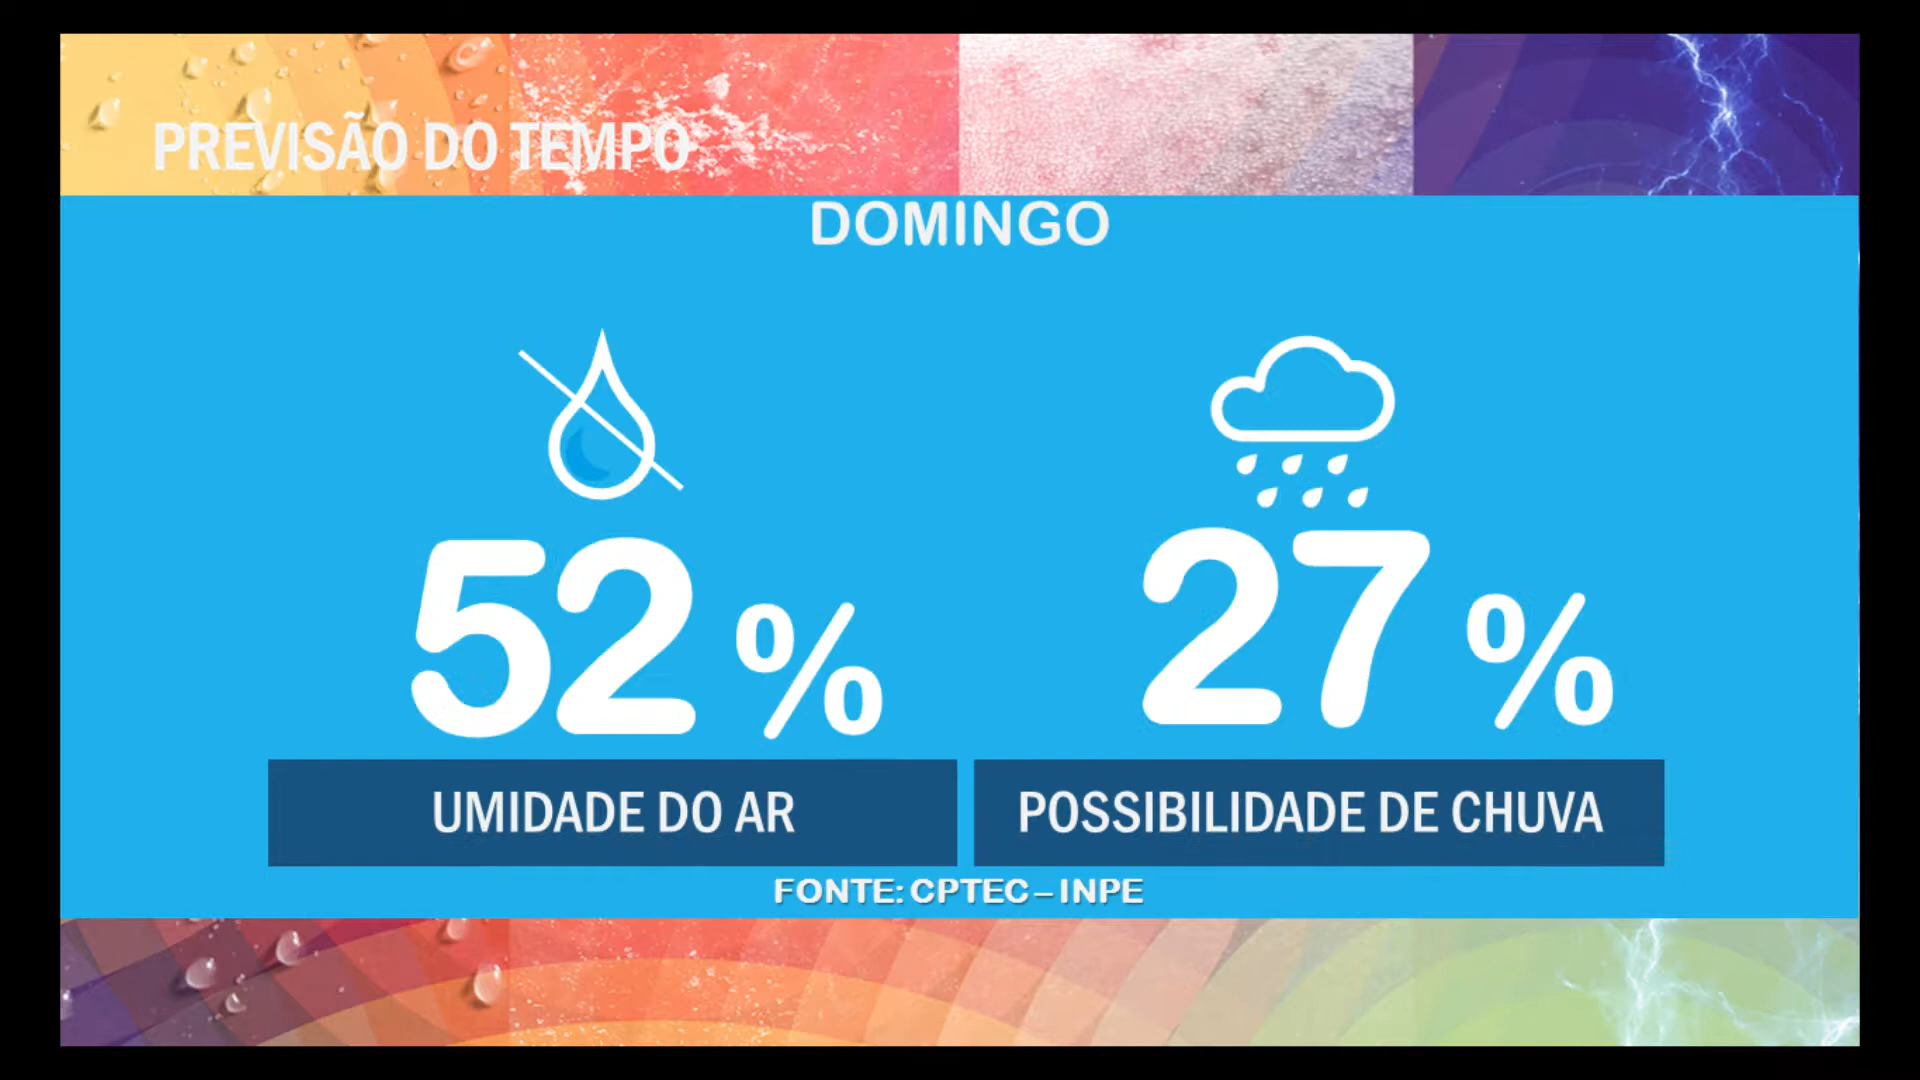 PREVISÃO DO TEMPO
DOMINGO
52 %
27 %
UMIDADE DO AR
POSSIBILIDADE DE CHUVA
FONTE: CPTEC – INPE